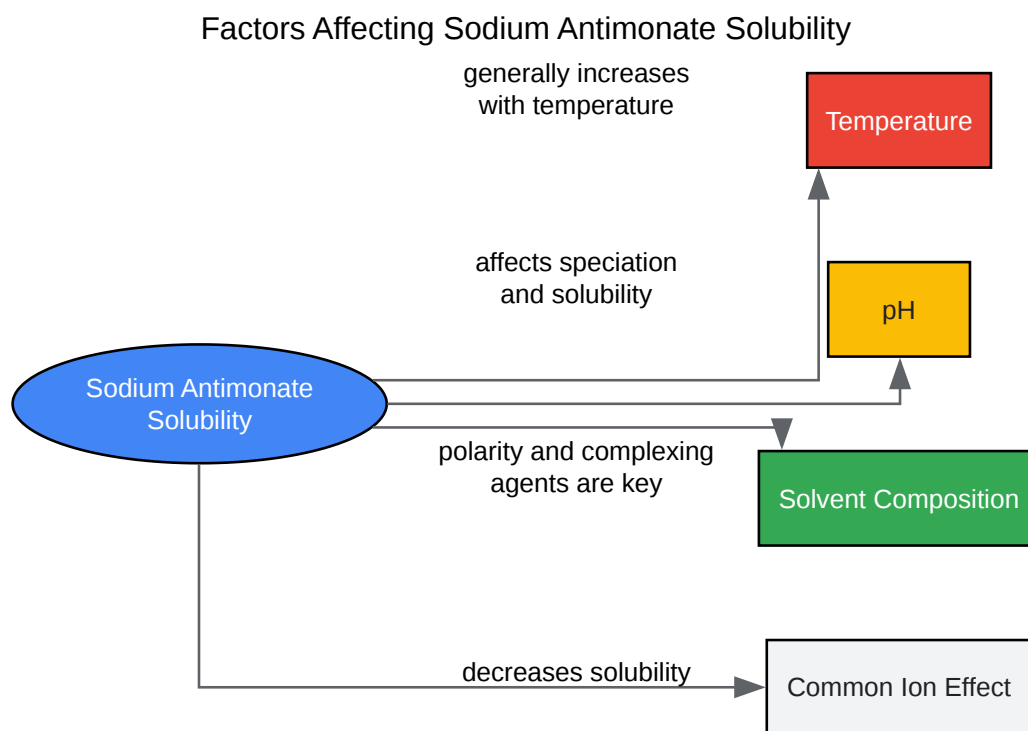 Factors Affecting Sodium Antimonate Solubility
generally increases
with temperature
Temperature
affects speciation
and solubility
pH
Sodium Antimonate
Solubility
polarity and complexing
agents are key
Solvent Composition
decreases solubility
Common Ion Effect